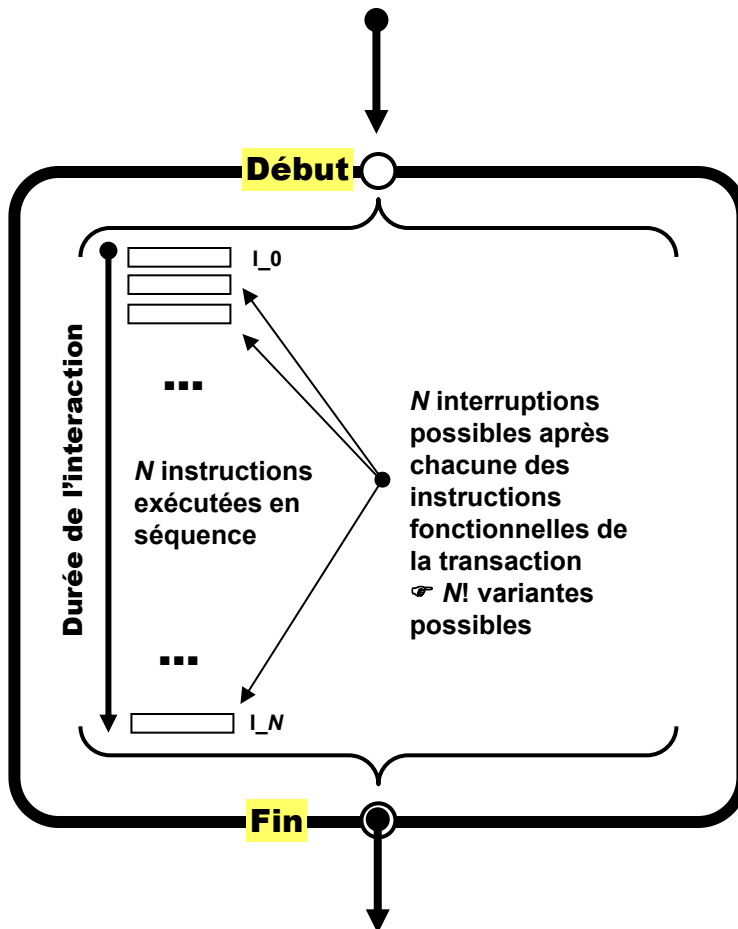 Début
I_0
...
Durée de l'interaction
N instructions
exécutées en
séquence
N interruptions
possibles après
chacune des
instructions
fonctionnelles de
la transaction
☞ N! variantes
possibles
...
I_N
Fin